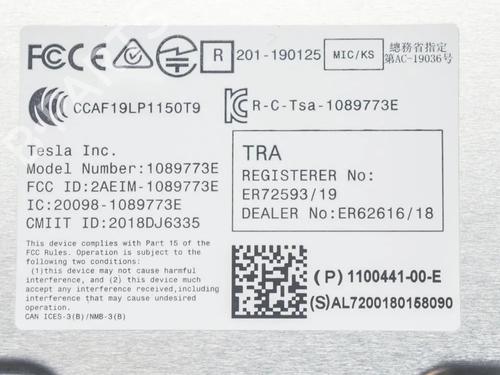 FCC CE R 201-190125 MIC/KS 總務省指定
第AC-19036号
CCC CCAF19LP1150T9 R-C-Tsa-1089773E
Tesla Inc.
Model Number:1089773E
FCC ID:2AEIM-1089773E
IC:20098-1089773E
CMIIT ID:2018DJ6335
TRA
REGISTERER No:
ER72593/19
DEALER No:ER62616/18
This device complies with Part 15 of the
FCC Rules. Operation is subject to the
following two conditions:
(1)this device may not cause harmful
interference, and (2) this device must
accept any interference received,including
interference that may cause undesired
operation.
CAN ICES-3(B)/NMB-3(B)
(P)1100441-00-E
(S)AL7200180158090